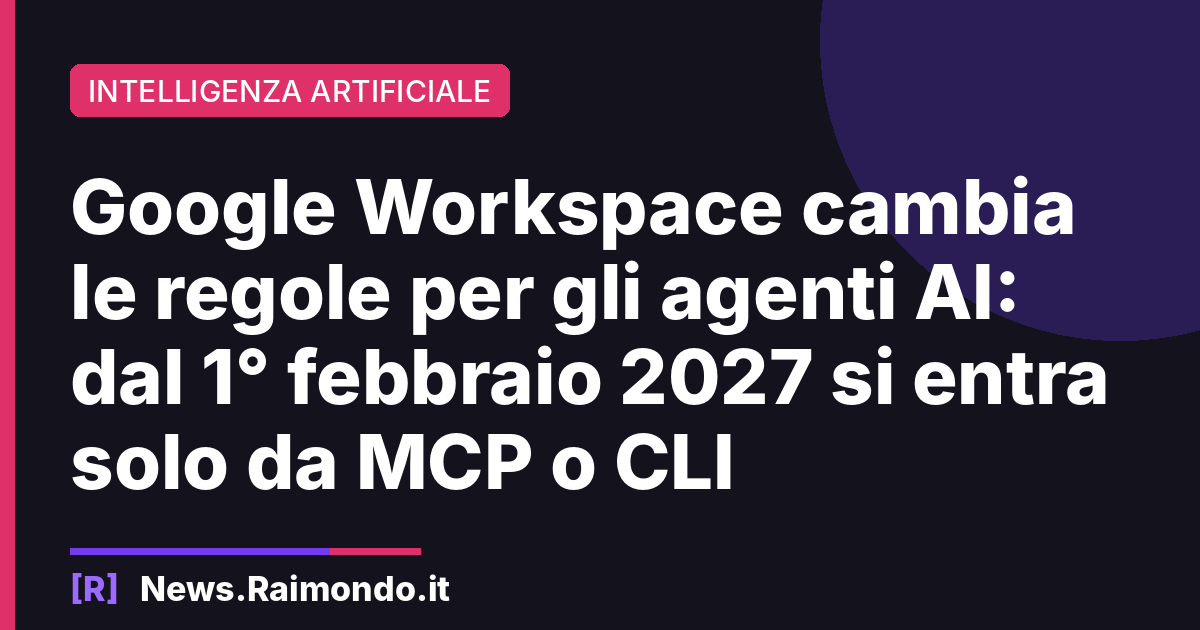 INTELLIGENZA ARTIFICIALE
Google Workspace cambia
le regole per gli agenti AI:
dal 1° febbraio 2027 si entra
solo da MCP o CLI
[R] News.Raimondo.it